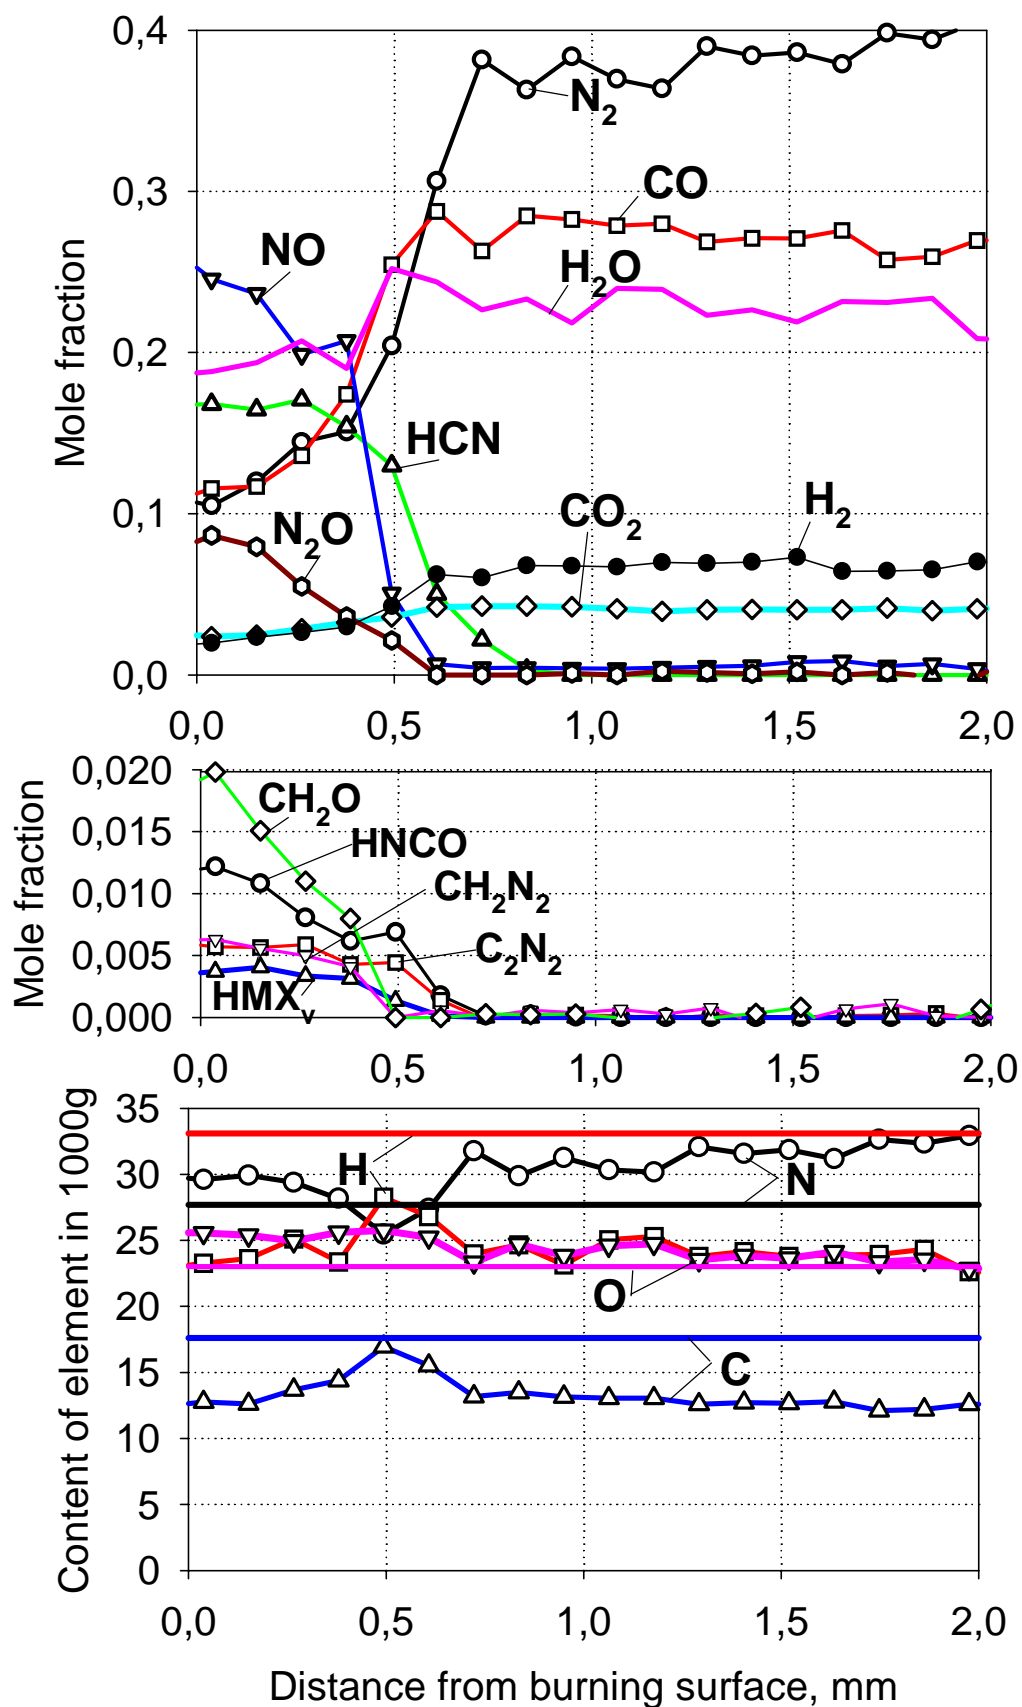 0,4
N2
0,3
CO
NO
H2O
0,2
HCN
0,1
N2O
CO2
H2
0,0
Mole fraction
0,0 0,5 1,0 1,5 2,0
0,020
CH2O
0,015
HNCO
0,010
CH2N2
0,005
C2N2
HMXv
0,000
Mole fraction
0,0 0,5 1,0 1,5 2,0
35
H
N
30
25
O
20
C
15
10
5
0
Content of element in 1000g
0,0 0,5 1,0 1,5 2,0
Distance from burning surface, mm